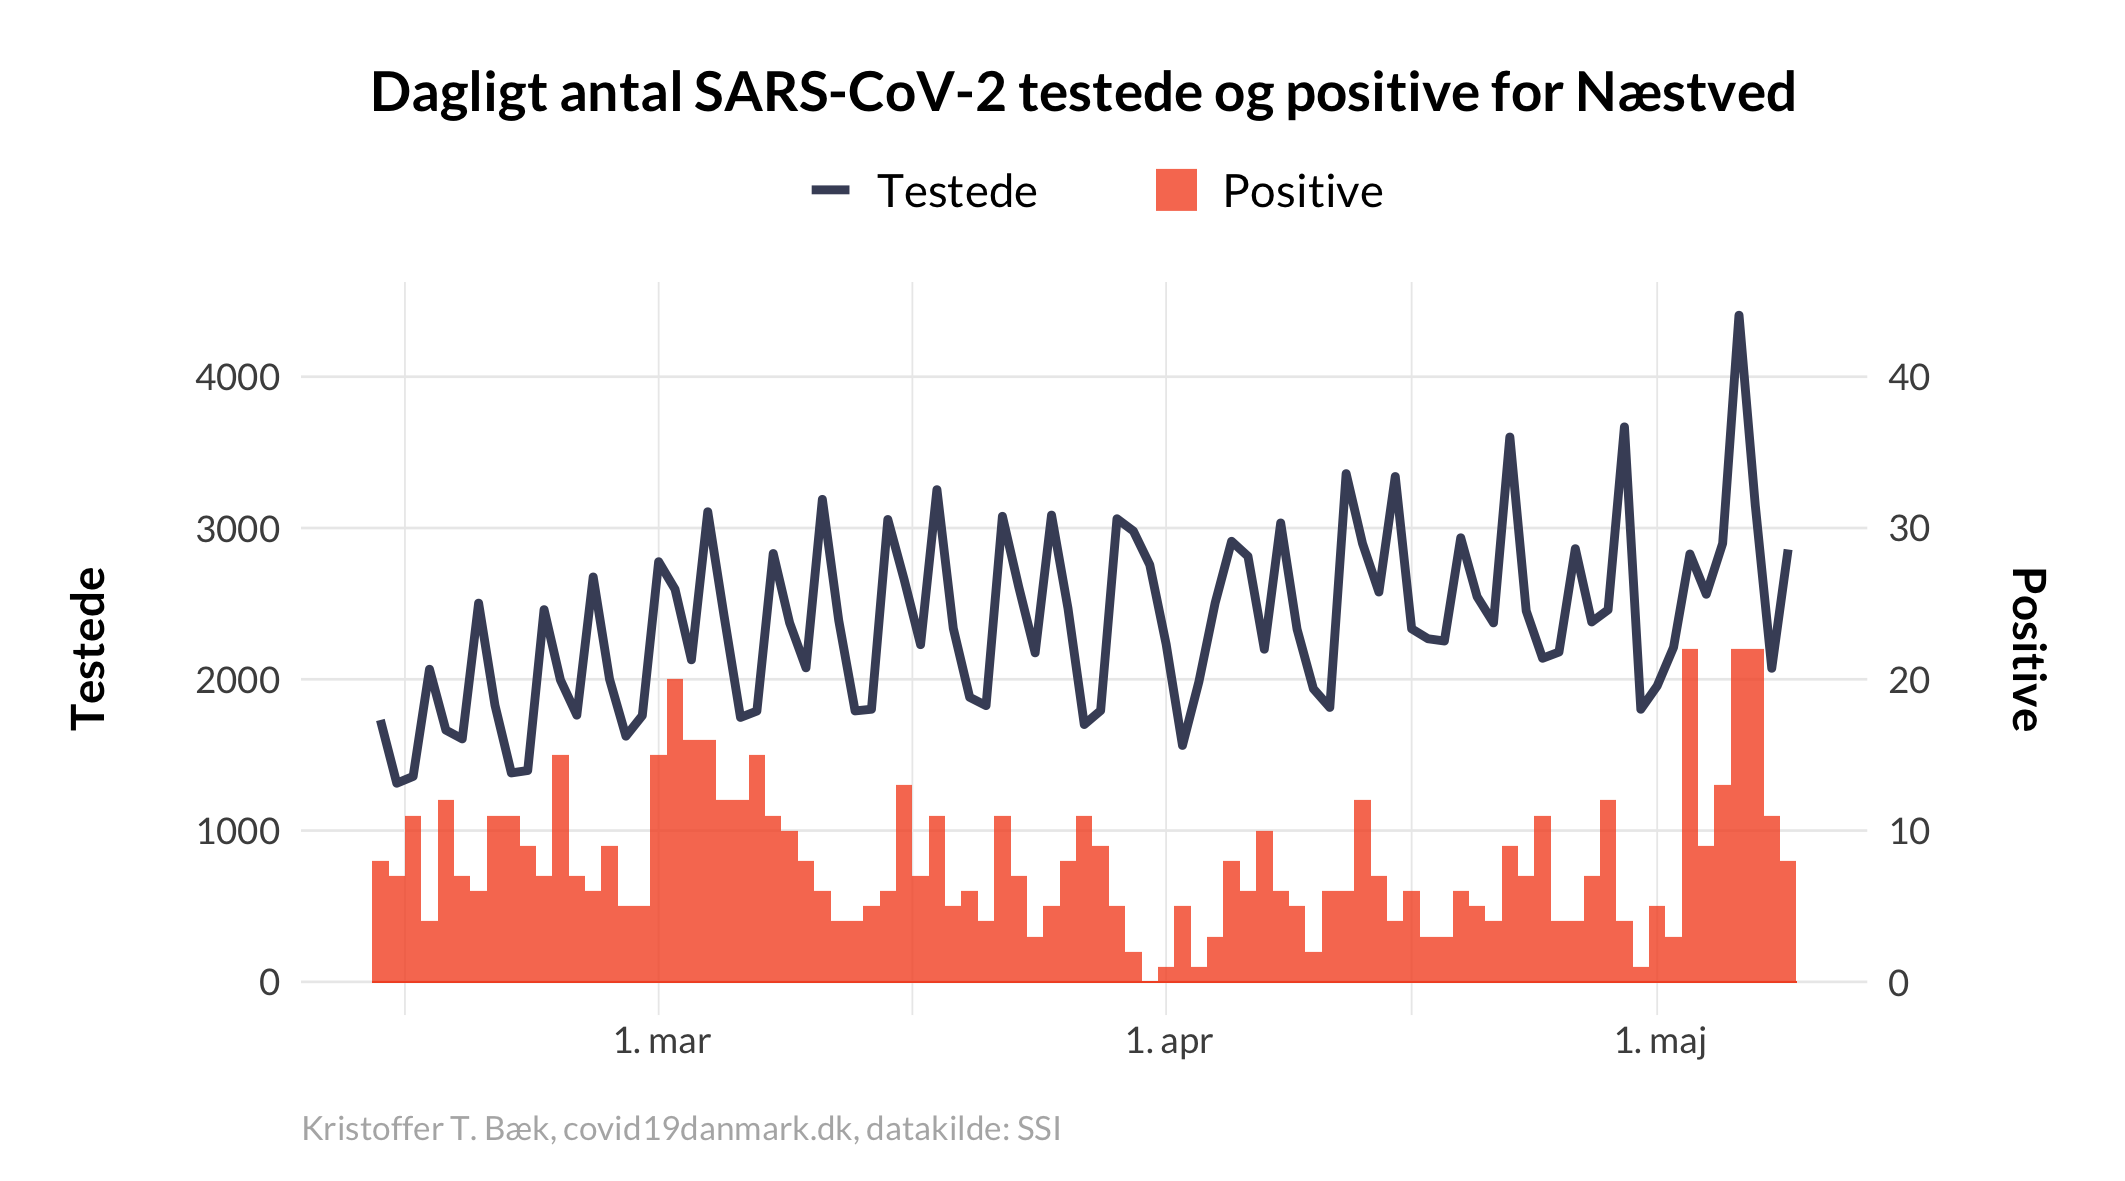 Dagligt antal SARS-CoV-2 testede og positive for Næstved
Testede
Positive
4000
3000
2000
1000
0
Testede
40
30
20
10
0
Positive
1. mar
1. apr
1. maj
Kristoffer T. Bæk, covid19danmark.dk, datakilde: SSI